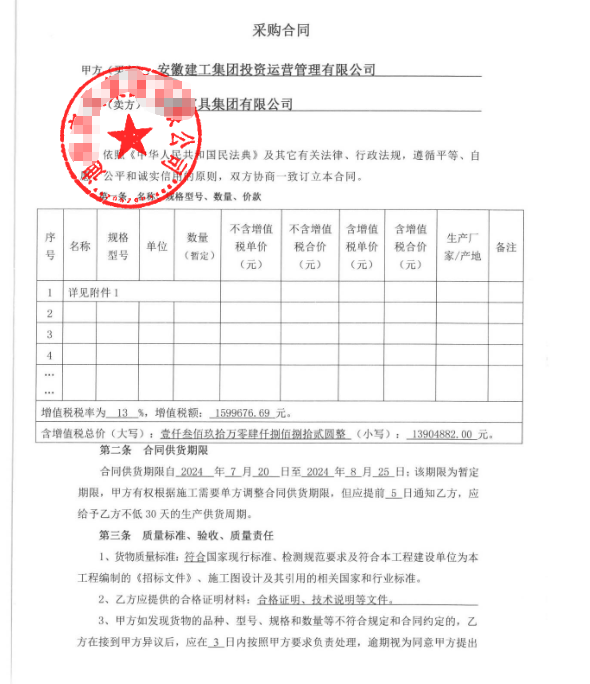 采购合同
甲方 安徽建工集团投资运营管理有限公司
（卖方） 具集团有限公司
依照《中华人民共和国民法典》及其它有关法律、行政法规，遵循平等、自
公平和诚实信用的原则，双方协商一致订立本合同。
第一条 名称、规格型号、数量、价款
序号 名称 规格型号 单位 数量（暂定） 不含增值税单价（元） 不含增值税合价（元） 含增值税单价（元） 含增值税合价（元） 生产厂家/产地 备注
1 详见附件1
2
3
4
...
...
增值税税率为 13 %，增值税额： 1599676.69 元。
含增值税总价（大写）：壹仟叁佰玖拾万零肆仟捌佰捌拾贰圆整（小写）： 13904882.00 元。
第二条 合同供货期限
合同供货期限自2024 年 7 月 20 日至 2024 年 8 月 25 日；该期限为暂定
期限，甲方有权根据施工需要单方调整合同供货期限，但应提前 5 日通知乙方，应
给予乙方不低 30 天的生产供货周期。
第三条 质量标准、验收、质量责任
1、货物质量标准：符合国家现行标准、检测规范要求及符合本工程建设单位为本
工程编制的《招标文件》、施工图设计及其引用的相关国家和行业标准。
2、乙方应提供的合格证明材料：合格证明、技术说明等文件。
3、甲方如发现货物的品种、型号、规格和数量等不符合规定和合同约定的，乙
方在接到甲方异议后，应在 3 日内按照甲方要求负责处理，逾期视为同意甲方提出